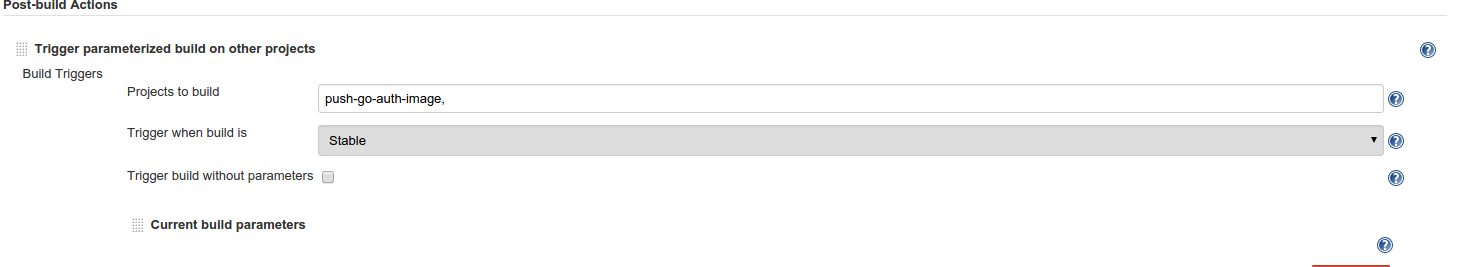 Post-build Actions
Trigger parameterized build on other projects
?
Build Triggers
Projects to build
push-go-auth-image,
?
Trigger when build is
Stable
?
Trigger build without parameters
?
Current build parameters
?